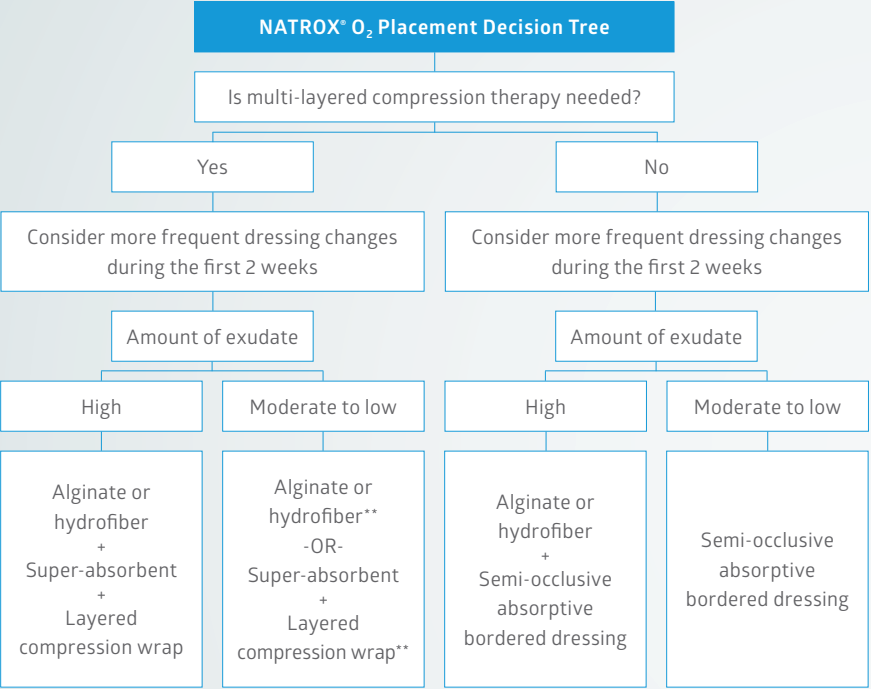 NATROX® O₂ Placement Decision Tree
Is multi-layered compression therapy needed?
Yes
No
Consider more frequent dressing changes
during the first 2 weeks
Consider more frequent dressing changes
during the first 2 weeks
Amount of exudate
Amount of exudate
High
Moderate to low
High
Moderate to low
Alginate or
hydrofiber
+
Super-absorbent
+
Layered
compression wrap
Alginate or
hydrofiber**
-OR-
Super-absorbent
+
Layered
compression wrap**
Alginate or
hydrofiber
+
Semi-occlusive
absorptive
bordered dressing
Semi-occlusive
absorptive
bordered dressing